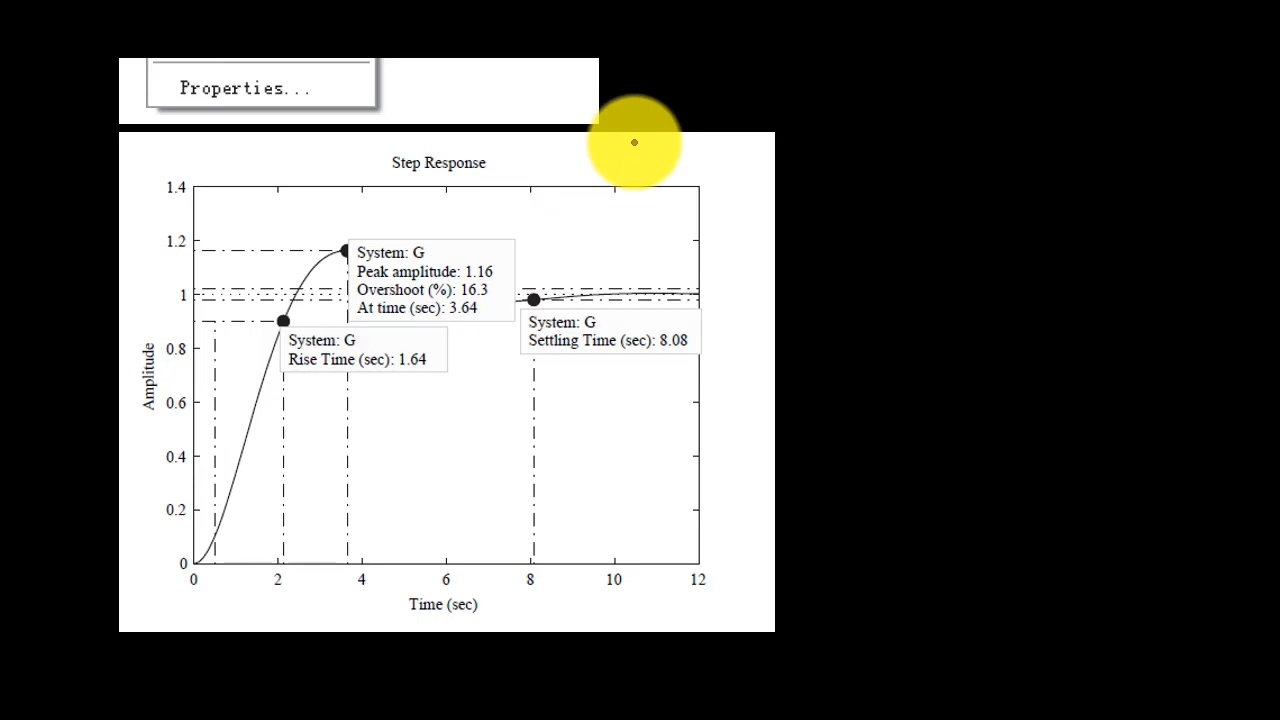 Properties...
Step Response
1.4
1.2
1
0.8
0.6
0.4
0.2
0
Amplitude
System: G
Peak amplitude: 1.16
Overshoot (%): 16.3
At time (sec): 3.64
System: G
Rise Time (sec): 1.64
System: G
Settling Time (sec): 8.08
0 2 4 6 8 10 12
Time (sec)